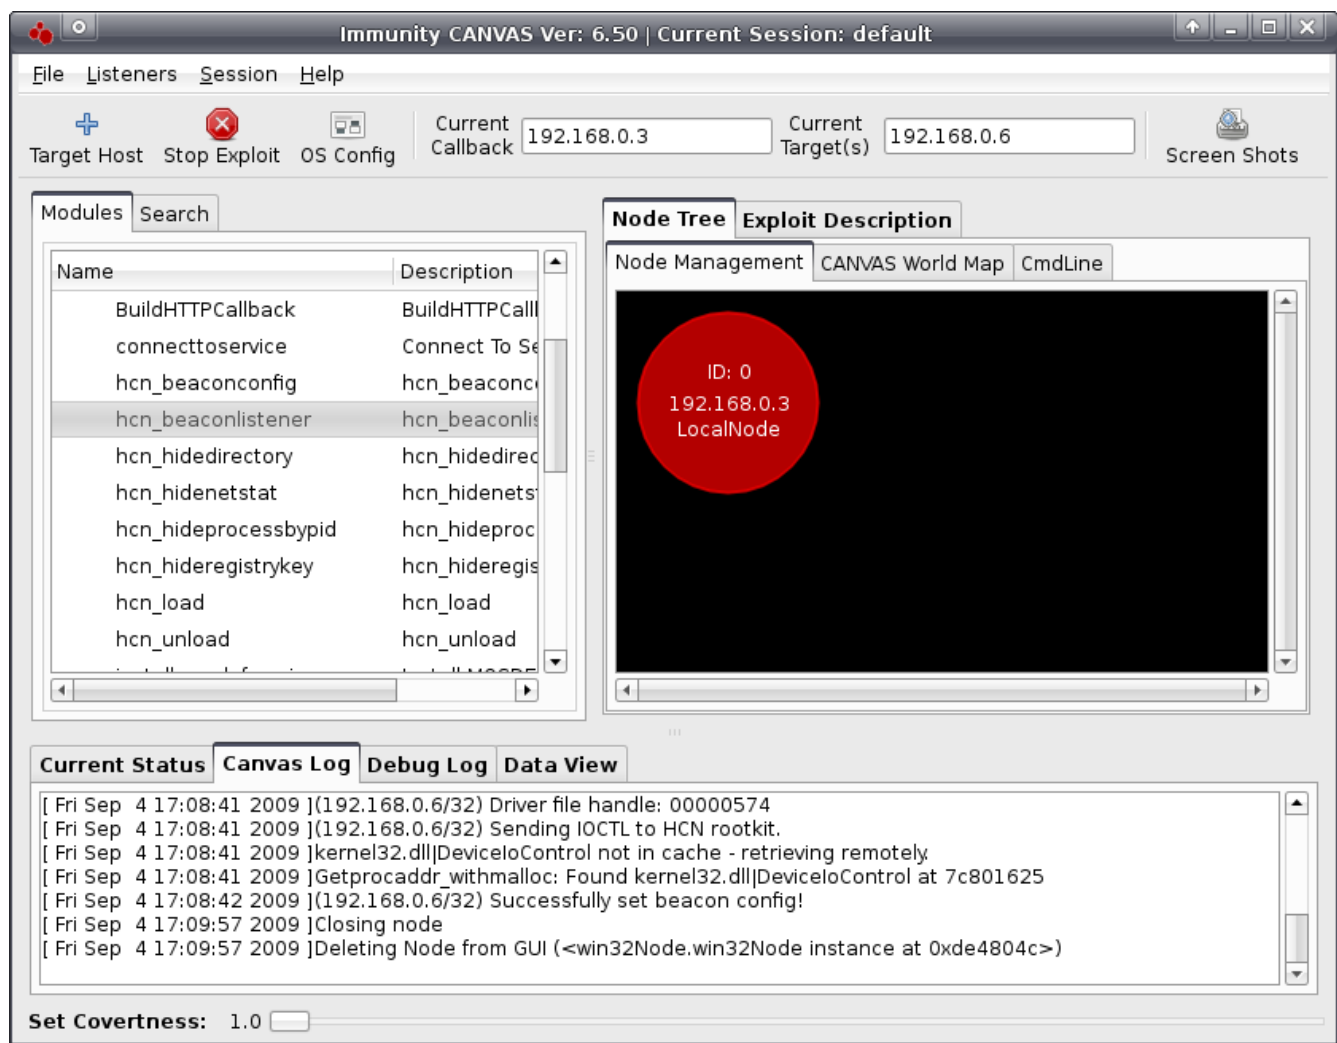 Immunity CANVAS Ver: 6.50 | Current Session: default
File Listeners Session Help
Target Host Stop Exploit OS Config Current Callback 192.168.0.3 Current Target(s) 192.168.0.6 Screen Shots
Modules Search
Name Description
BuildHTTPCallback BuildHTTPCall
connecttoservice Connect To Se
hcn_beaconconfig hcn_beaconc
hcn_beaconlistener hcn_beaconlis
hcn_hidedirectory hcn_hidedirec
hcn_hidenetstat hcn_hidenets
hcn_hideprocessbypid hcn_hideproc
hcn_hideregistrykey hcn_hideregis
hcn_load hcn_load
hcn_unload hcn_unload
Node Tree Exploit Description
Node Management CANVAS World Map CmdLine
ID: 0
192.168.0.3
LocalNode
Current Status Canvas Log Debug Log Data View
[ Fri Sep 4 17:08:41 2009 ](192.168.0.6/32) Driver file handle: 00000574
[ Fri Sep 4 17:08:41 2009 ](192.168.0.6/32) Sending IOCTL to HCN rootkit.
[ Fri Sep 4 17:08:41 2009 ]kernel32.dll|DeviceIoControl not in cache - retrieving remotely.
[ Fri Sep 4 17:08:41 2009 ]Getprocaddr_withmalloc: Found kernel32.dll|DeviceIoControl at 7c801625
[ Fri Sep 4 17:08:42 2009 ](192.168.0.6/32) Successfully set beacon config!
[ Fri Sep 4 17:09:57 2009 ]Closing node
[ Fri Sep 4 17:09:57 2009 ]Deleting Node from GUI (<win32Node.win32Node instance at 0xde4804c>)
Set Covertness: 1.0